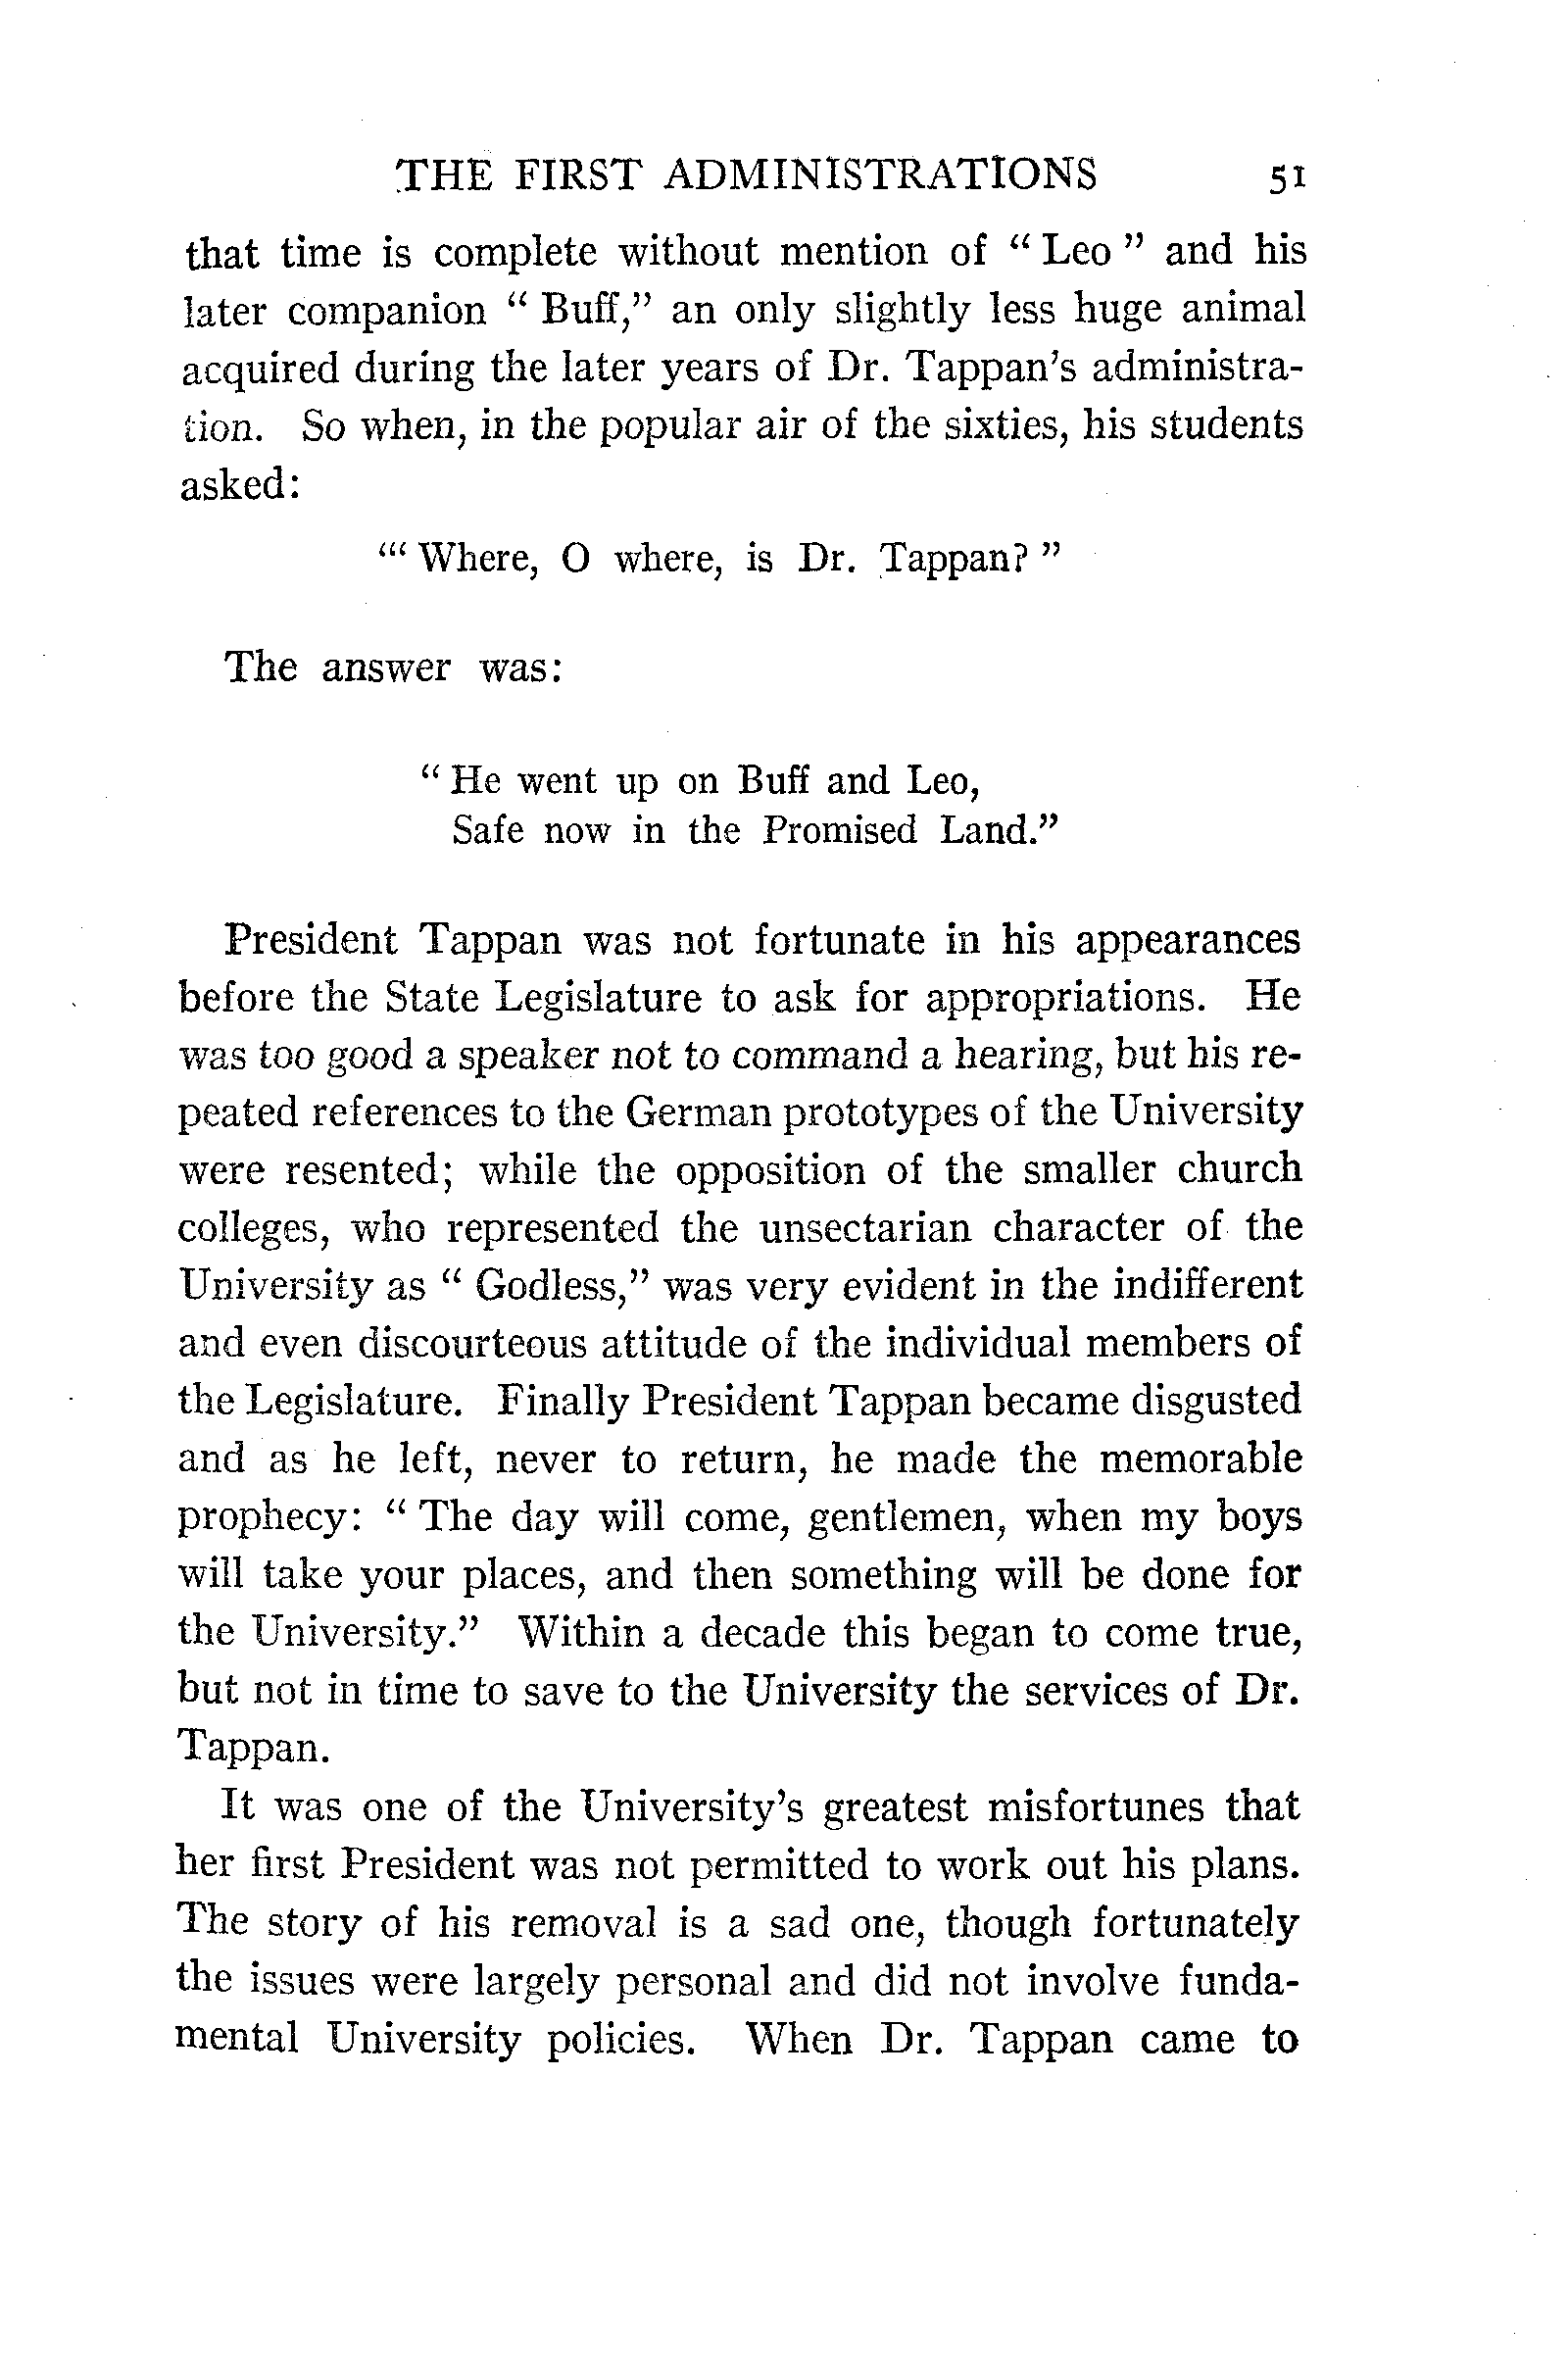 THE FIRST ADMINISTRATIONS 51
that time is complete without mention of “ Leo ” and his
later companion “ Buff,” an only slightly less huge animal
acquired during the later years of Dr. Tappan’s administra-
tion. So when, in the popular air of the sixties, his students
asked:
“‘ Where, O where, is Dr. Tappan? ”
The answer was:
“ He went up on Buff and Leo,
Safe now in the Promised Land.”
President Tappan was not fortunate in his appearances
before the State Legislature to ask for appropriations. He
was too good a speaker not to command a hearing, but his re-
peated references to the German prototypes of the University
were resented; while the opposition of the smaller church
colleges, who represented the unsectarian character of the
University as “ Godless,” was very evident in the indifferent
and even discourteous attitude of the individual members of
the Legislature. Finally President Tappan became disgusted
and as he left, never to return, he made the memorable
prophecy: “ The day will come, gentlemen, when my boys
will take your places, and then something will be done for
the University.” Within a decade this began to come true,
but not in time to save to the University the services of Dr.
Tappan.
It was one of the University’s greatest misfortunes that
her first President was not permitted to work out his plans.
The story of his removal is a sad one, though fortunately
the issues were largely personal and did not involve funda-
mental University policies. When Dr. Tappan came to